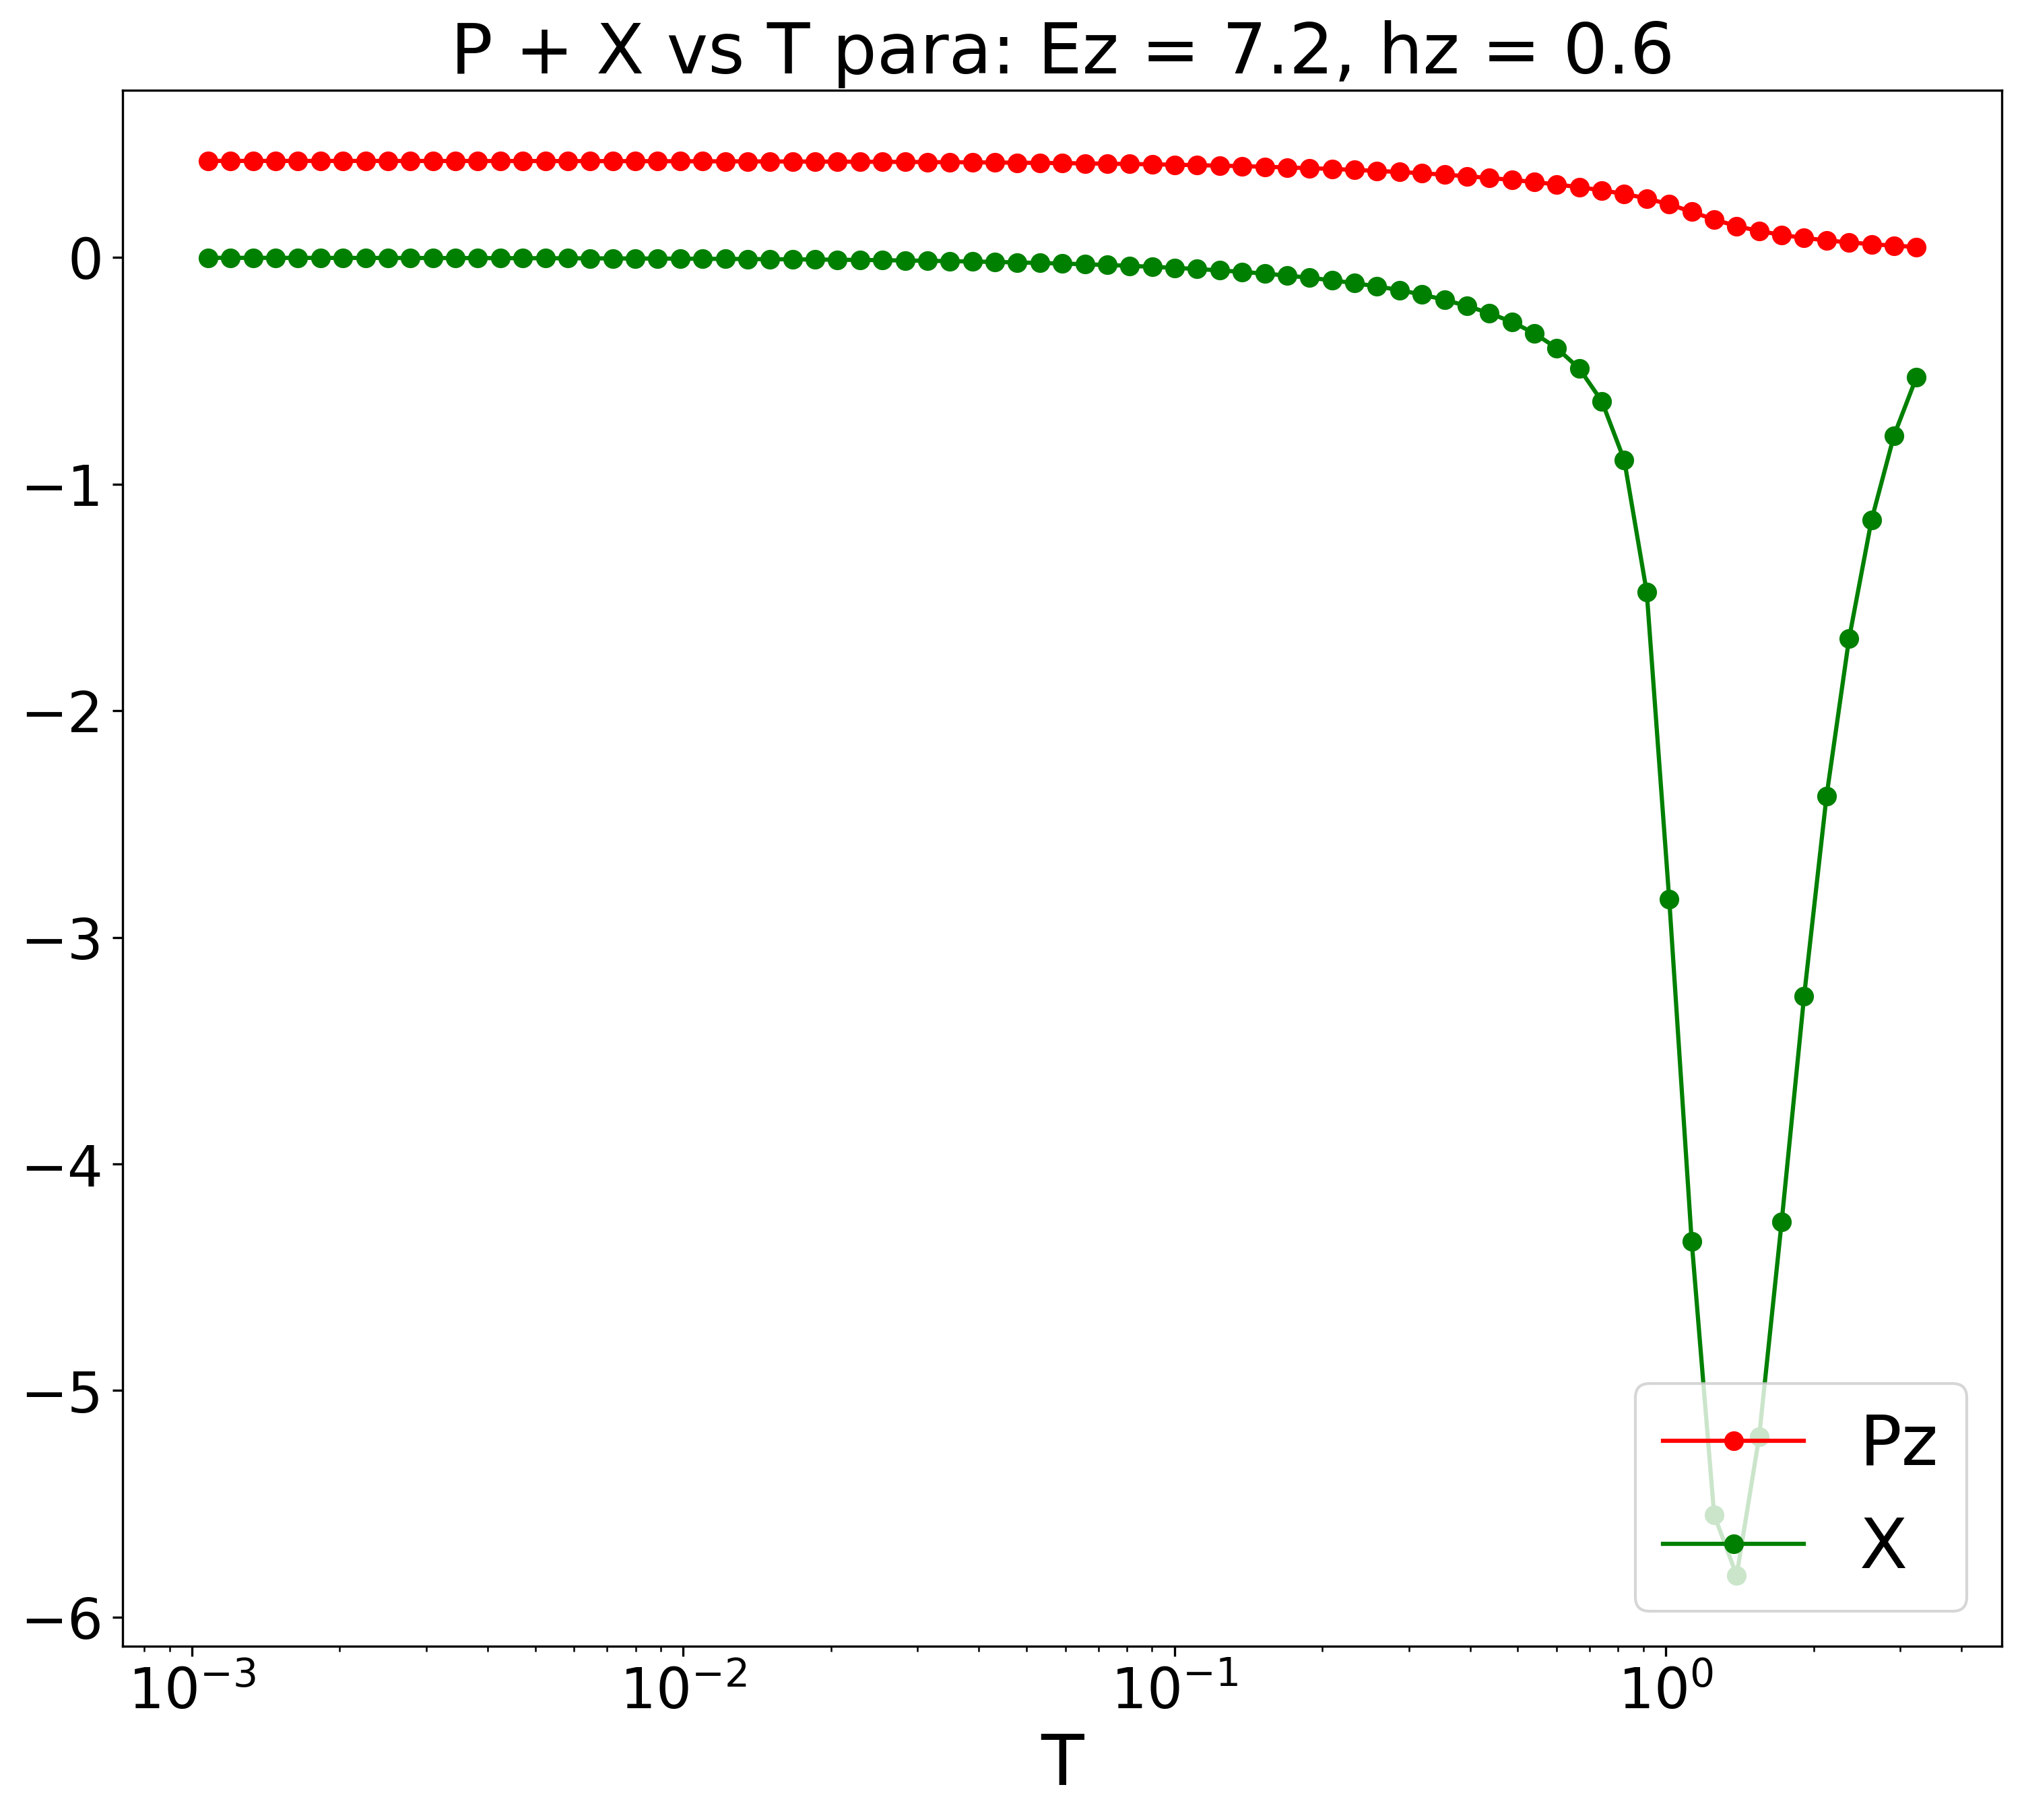 P + X vs T para: Ez = 7.2, hz = 0.6
0
−1
−2
−3
−4
−5
−6
Pz
X
10⁻³ 10⁻² 10⁻¹ 10⁰
T